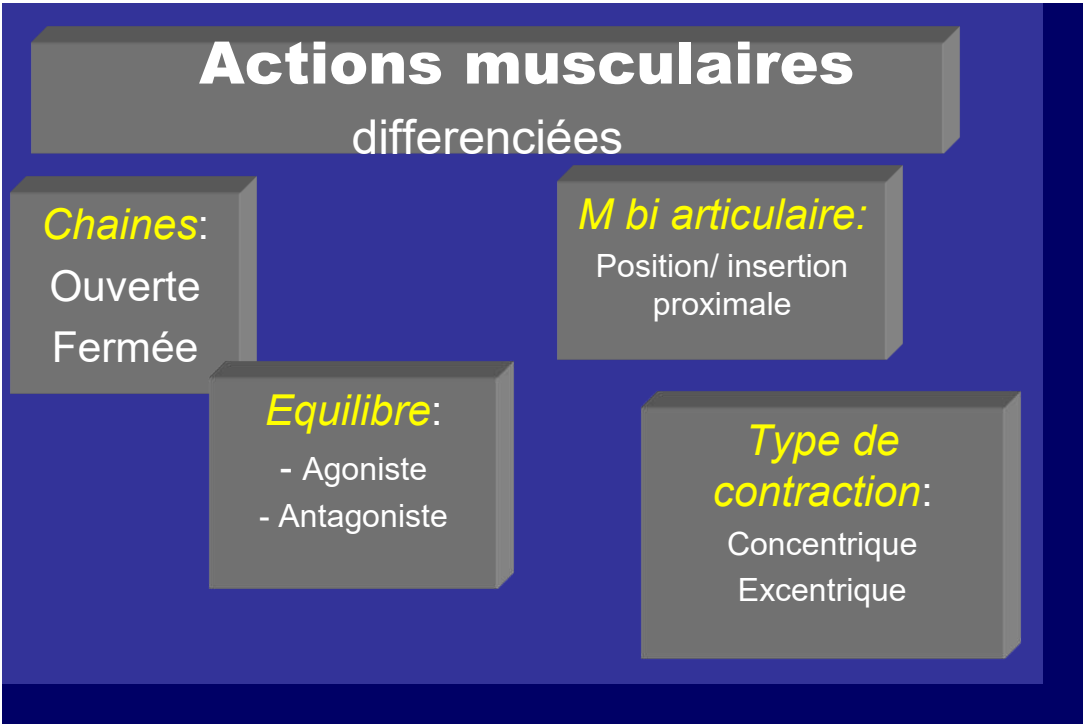 Actions musculaires
differenciées
Chaines:
Ouverte
Fermée
M bi articulaire:
Position/ insertion
proximale
Equilibre:
- Agoniste
- Antagoniste
Type de
contraction:
Concentrique
Excentrique